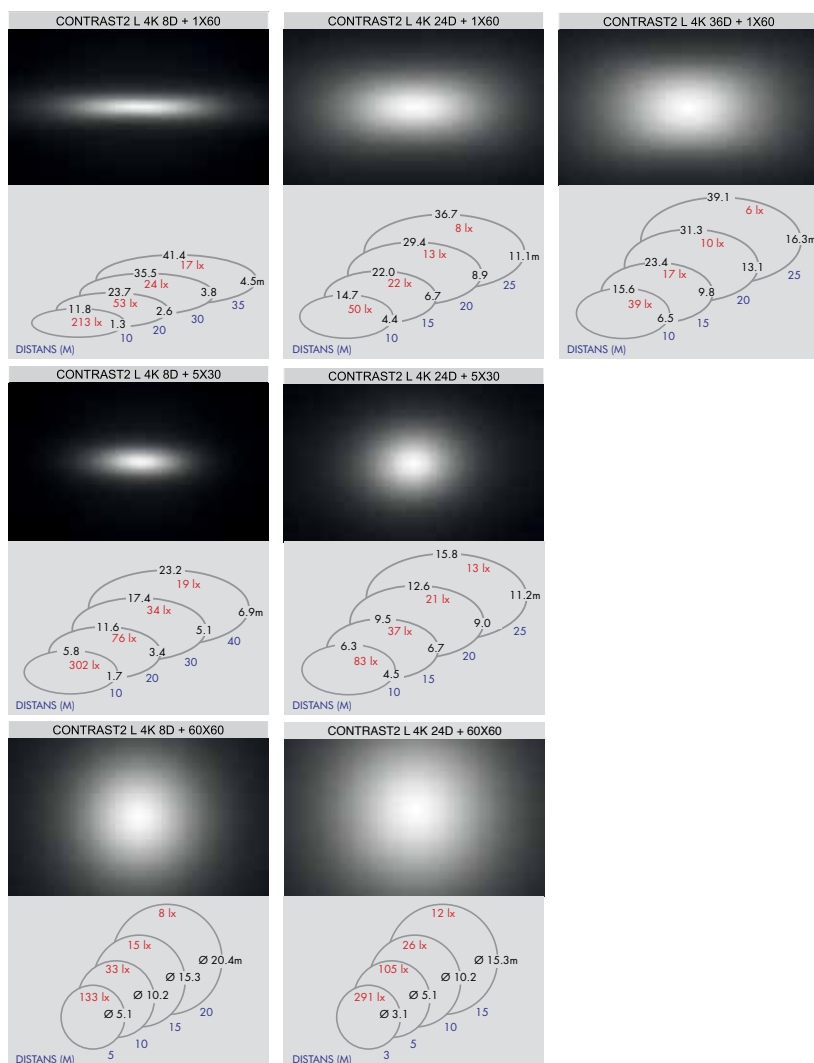 CONTRAST2 L 4K 8D + 1X60
41.4
17 lx
35.5
4.5m
24 lx
23.7
3.8
35
53 lx
11.8
2.6
30
213 lx
1.3
20
10
DISTANS (M)
CONTRAST2 L 4K 24D + 1X60
36.7
8 lx
29.4
11.1m
13 lx
22.0
8.9
25
22 lx
14.7
6.7
20
50 lx
4.4
15
10
DISTANS (M)
CONTRAST2 L 4K 36D + 1X60
39.1
6 lx
31.3
16.3m
10 lx
23.4
13.1
25
17 lx
15.6
9.8
20
39 lx
6.5
15
10
DISTANS (M)
CONTRAST2 L 4K 8D + 5X30
23.2
19 lx
17.4
6.9m
34 lx
11.6
5.1
40
76 lx
5.8
3.4
30
302 lx
1.7
20
10
DISTANS (M)
CONTRAST2 L 4K 24D + 5X30
15.8
13 lx
12.6
11.2m
21 lx
9.5
9.0
25
37 lx
6.3
6.7
20
83 lx
4.5
15
10
DISTANS (M)
CONTRAST2 L 4K 8D + 60X60
8 lx
15 lx
Ø 20.4m
33 lx
Ø 15.3
20
133 lx
Ø 10.2
15
Ø 5.1
10
5
DISTANS (M)
CONTRAST2 L 4K 24D + 60X60
12 lx
26 lx
Ø 15.3m
105 lx
Ø 10.2
15
291 lx
Ø 5.1
10
Ø 3.1
5
3
DISTANS (M)